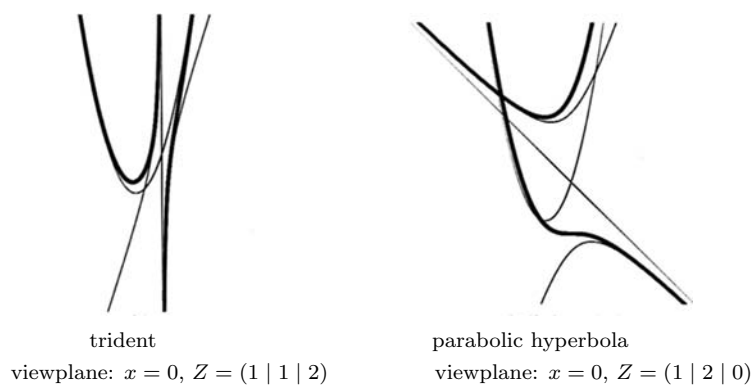 trident
viewplane: x = 0, Z = (1 | 1 | 2)
parabolic hyperbola
viewplane: x = 0, Z = (1 | 2 | 0)